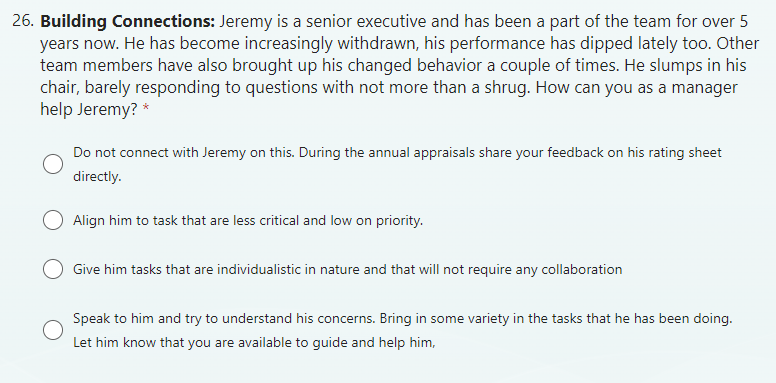 26. Building Connections: Jeremy is a senior executive and has been a part of the team for over 5
years now. He has become increasingly withdrawn, his performance has dipped lately too. Other
team members have also brought up his changed behavior a couple of times. He slumps in his
chair, barely responding to questions with not more than a shrug. How can you as a manager
help Jeremy? *
Do not connect with Jeremy on this. During the annual appraisals share your feedback on his rating sheet
directly.
Align him to task that are less critical and low on priority.
Give him tasks that are individualistic in nature and that will not require any collaboration
Speak to him and try to understand his concerns. Bring in some variety in the tasks that he has been doing.
Let him know that you are available to guide and help him,